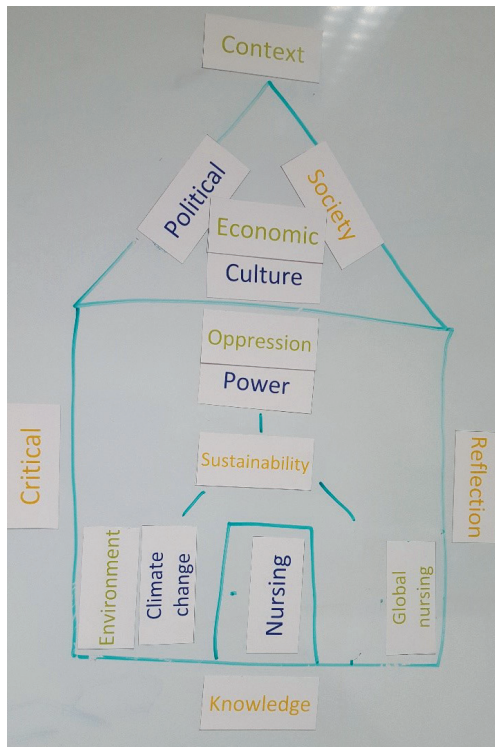 Context
Political
Society
Economic
Culture
Oppression
Power
Critical
Sustainability
Reflection
Environment
Climate
change
Nursing
Global
nursing
Knowledge